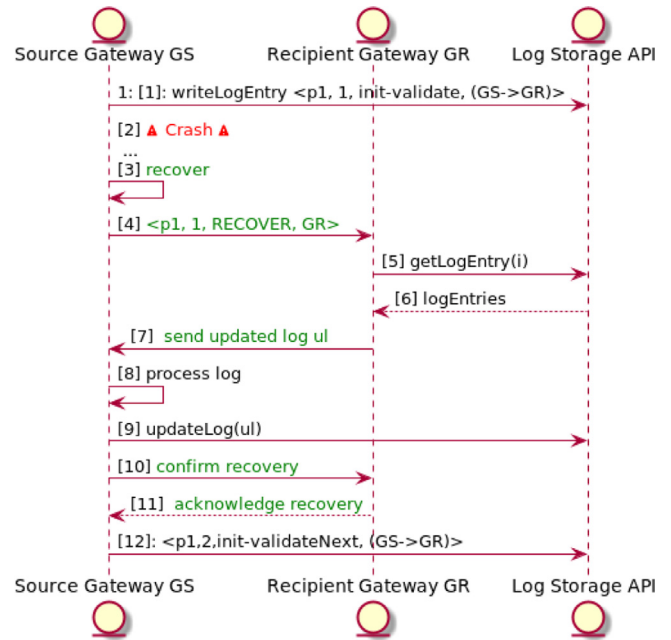 Source Gateway GS Recipient Gateway GR Log Storage API
1: [1]: writeLogEntry <p1, 1, init-validate, (GS->GR)>
[2] ⚠ Crash ⚠
...
[3] recover
[4] <p1, 1, RECOVER, GR>
[5] getLogEntry(i)
[6] logEntries
[7] send updated log ul
[8] process log
[9] updateLog(ul)
[10] confirm recovery
[11] acknowledge recovery
[12]: <p1,2,init-validateNext, (GS->GR)>
Source Gateway GS Recipient Gateway GR Log Storage API